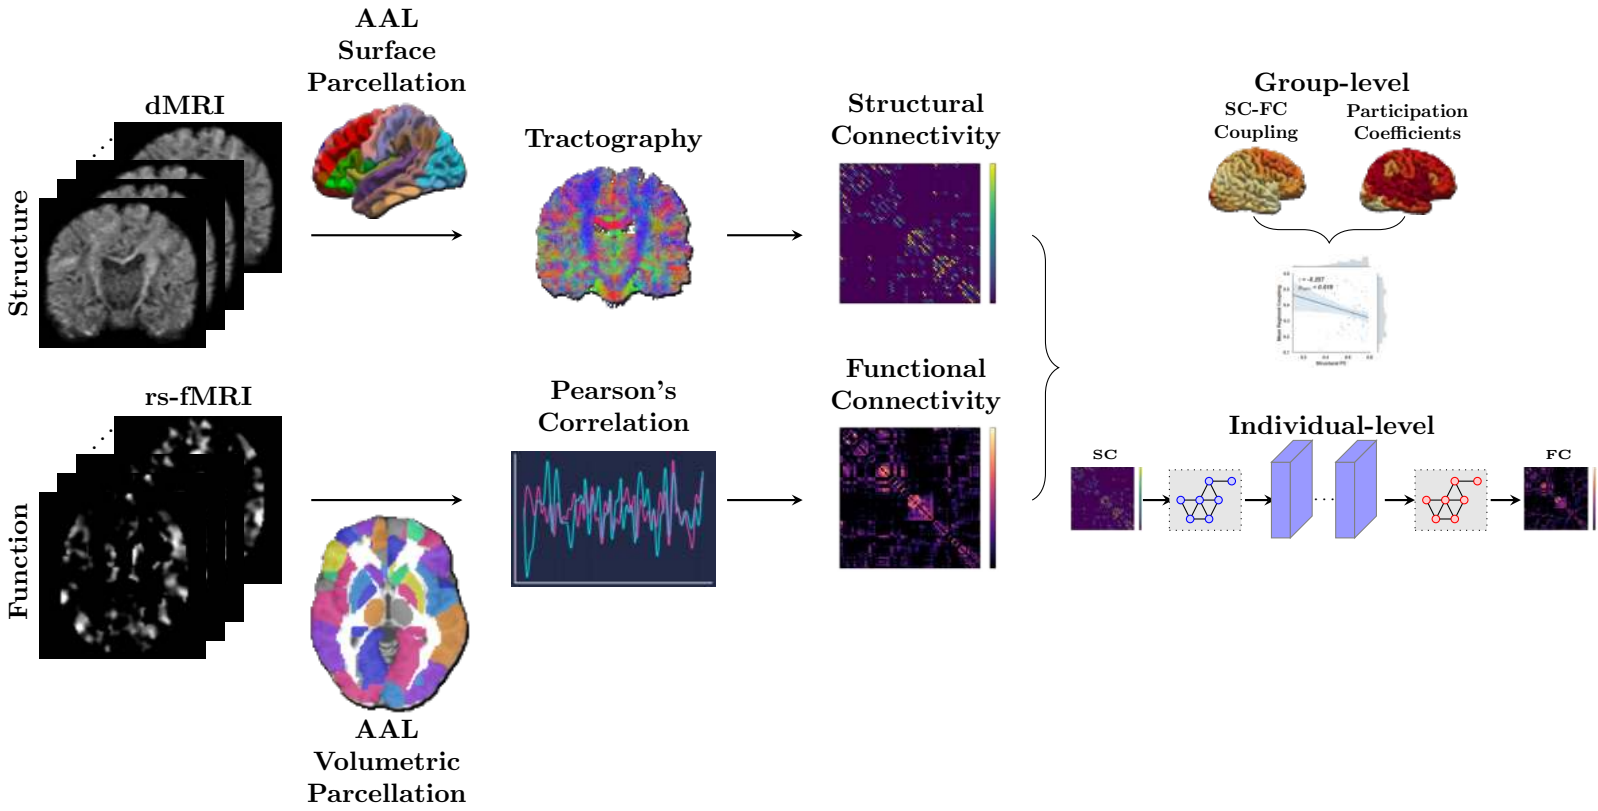 AAL
Surface
Parcellation
dMRI
Structure
Tractography
Structural
Connectivity
Group-level
SC-FC
Coupling
Participation
Coefficients
rs-fMRI
Function
Pearson's
Correlation
Functional
Connectivity
Individual-level
SC
FC
AAL
Volumetric
Parcellation